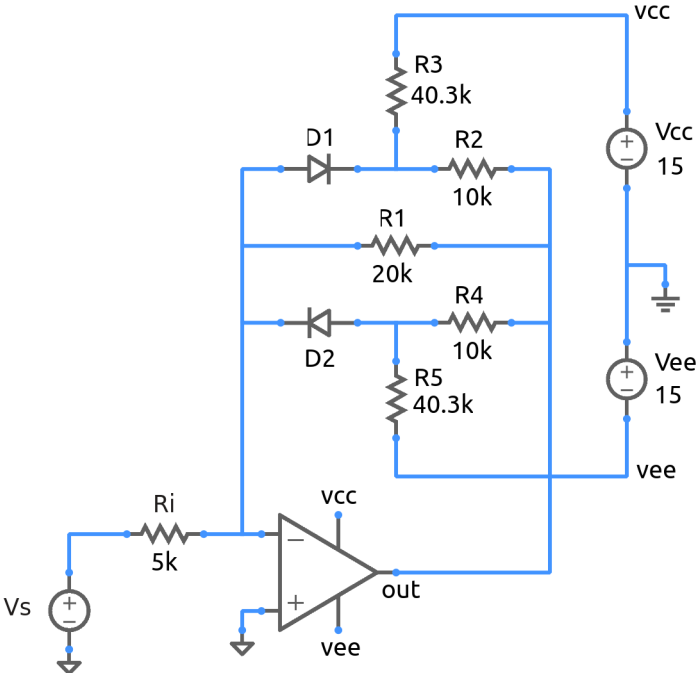 vcc
R3
40.3k
D1
R2
10k
Vcc
15
R1
20k
R4
10k
D2
R5
40.3k
Vee
15
vee
Ri
5k
vcc
Vs
out
vee